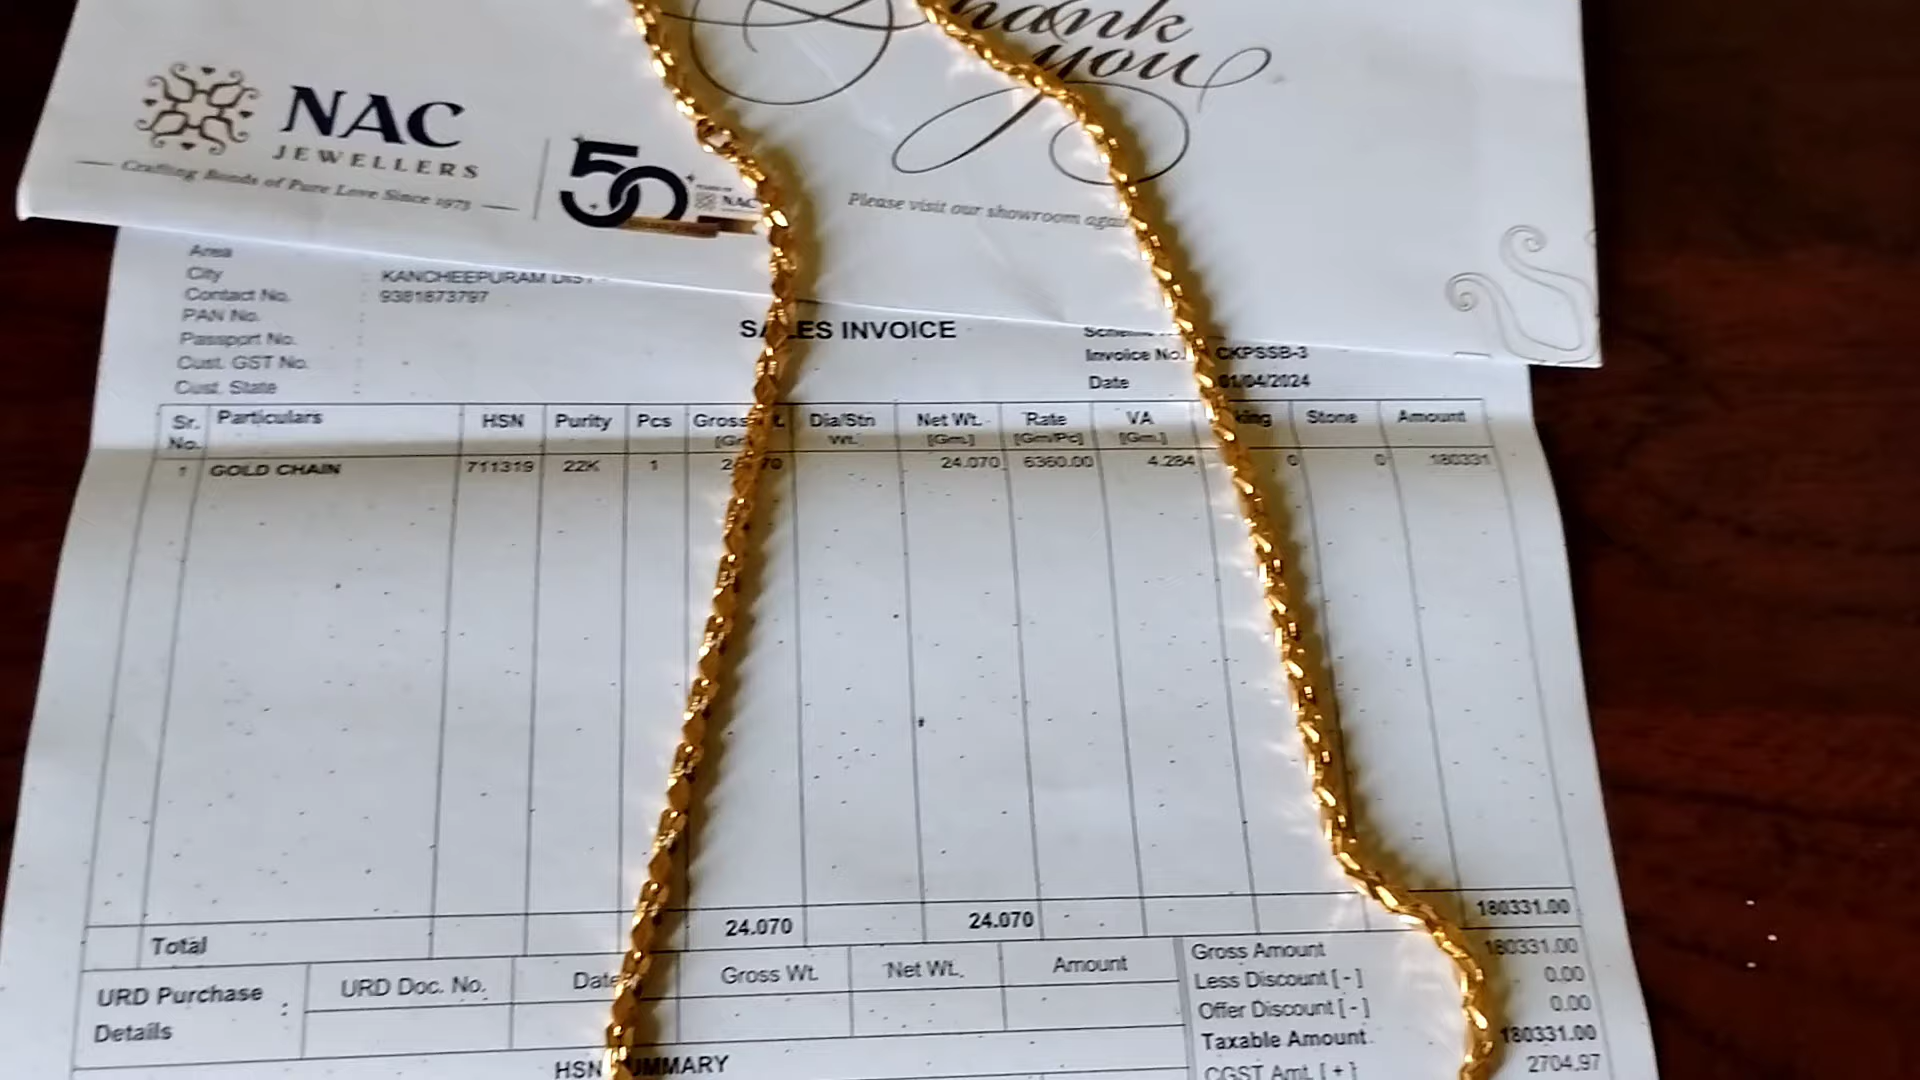 Thank
you
NAC
JEWELLERS
Crafting Bonds of Pure Love Since 1973
50
NAC
Please visit our showroom
Area
City : KANCHEEPURAM
Contact No. : 9381873797
PAN No. :
Passport No. :
Cust. GST No. :
Cust. State :
SALES INVOICE
Invoice No. CKPSSB-3
Date 01/04/2024
Sr. No. Particulars HSN Purity Pcs Gross Dia/Stn Wt. Net Wt. [Gm.] Rate [Gm/Pc] VA [Gm.] Stone Amount
1 GOLD CHAIN 711319 22K 1 24.070 6360.00 4.284 0 0 180331
Total 24.070 24.070 180331.00
URD Purchase Details : URD Doc. No. Date Gross Wt. Net Wt. Amount
Gross Amount 180331.00
Less Discount [ - ] 0.00
Offer Discount [ - ] 0.00
Taxable Amount 180331.00
CGST Amt. [ + ] 2704.97
HSN SUMMARY